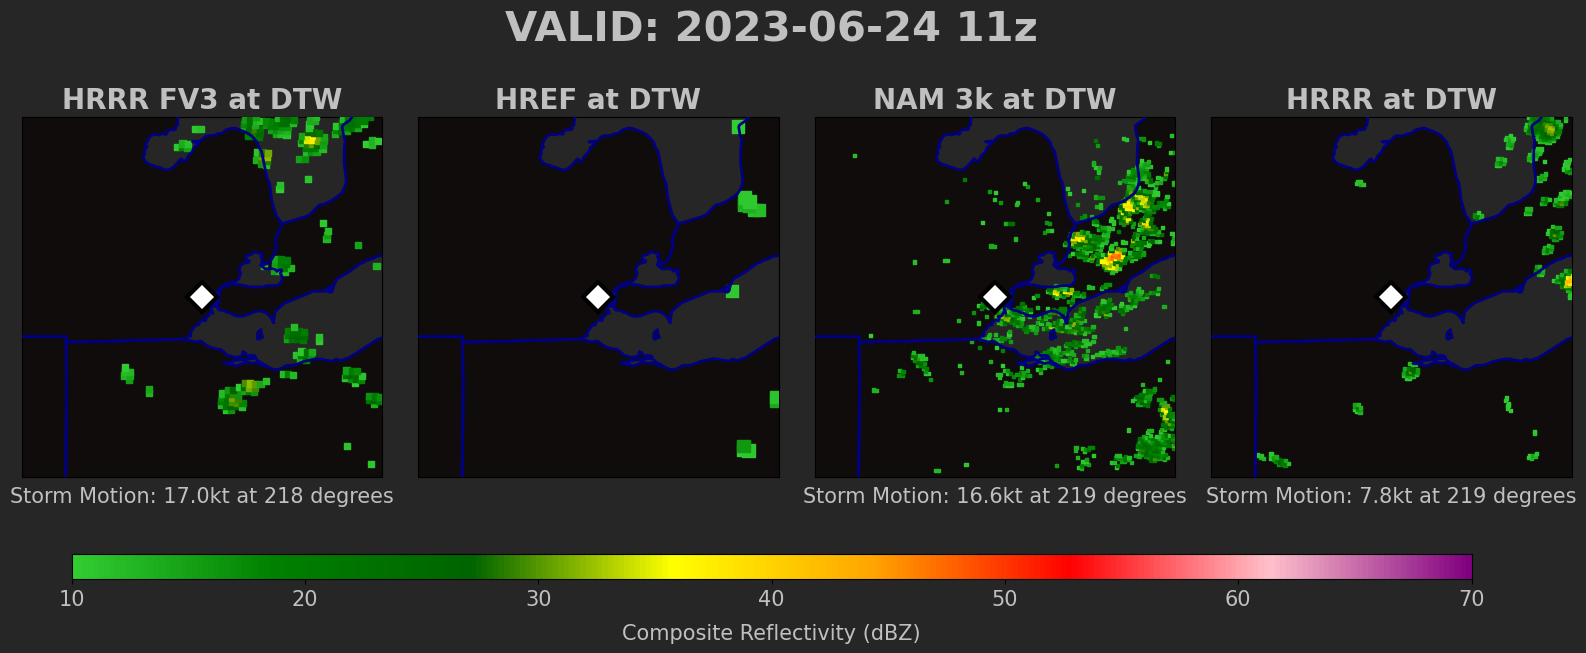 VALID: 2023-06-24 11z
HRRR FV3 at DTW
HREF at DTW
NAM 3k at DTW
HRRR at DTW
Storm Motion: 17.0kt at 218 degrees
Storm Motion: 16.6kt at 219 degrees
Storm Motion: 7.8kt at 219 degrees
10 20 30 40 50 60 70
Composite Reflectivity (dBZ)